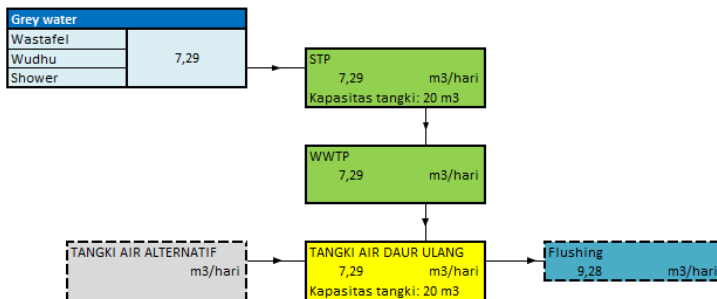 Grey water
Wastafel
Wudhu
Shower
7,29
STP
7,29 m3/hari
Kapasitas tangki: 20 m3
WWTP
7,29 m3/hari
TANGKI AIR ALTERNATIF
m3/hari
TANGKI AIR DAUR ULANG
7,29 m3/hari
Kapasitas tangki: 20 m3
Flushing
9,28 m3/hari